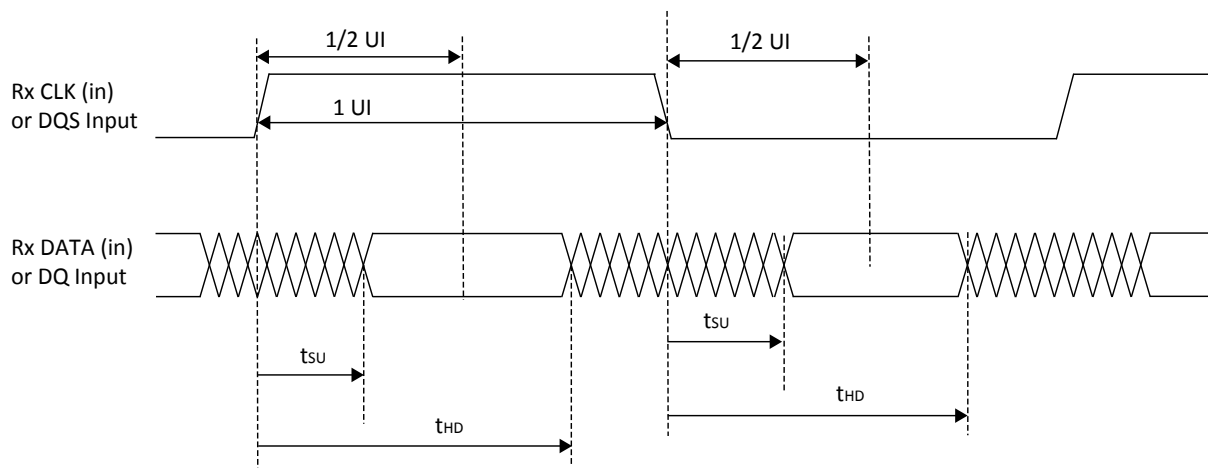 1/2 UI
1/2 UI
Rx CLK (in)
or DQS Input
1 UI
Rx DATA (in)
or DQ Input
tSU
tSU
tHD
tHD